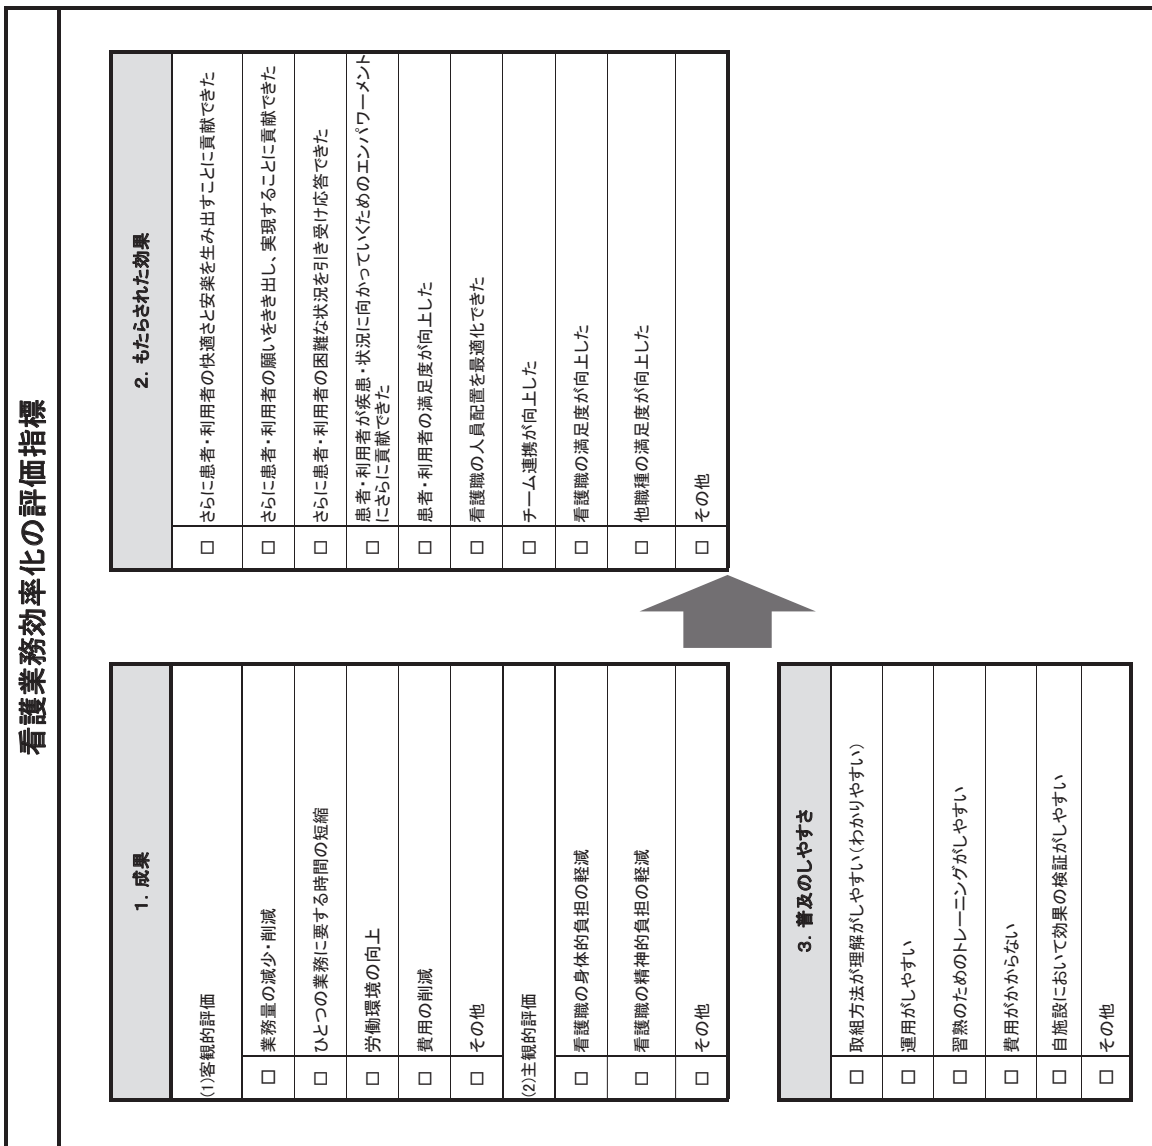 看護業務効率化の評価指標
1. 成果
(1)客観的評価
□ 業務量の減少・削減
□ ひとつの業務に要する時間の短縮
□ 労働環境の向上
□ 費用の削減
□ その他
(2)主観的評価
□ 看護職の身体的負担の軽減
□ 看護職の精神的負担の軽減
□ その他
2. もたらされた効果
□ さらに患者・利用者の快適さと安楽を生み出すことに貢献できた
□ さらに患者・利用者の願いをきき出し、実現することに貢献できた
□ さらに患者・利用者の困難な状況を引き受け応答できた
□ 患者・利用者が疾患・状況に向かっていくためのエンパワーメント
にさらに貢献できた
□ 患者・利用者の満足度が向上した
□ 看護職の人員配置を最適化できた
□ チーム連携が向上した
□ 看護職の満足度が向上した
□ 他職種の満足度が向上した
□ その他
3. 普及のしやすさ
□ 取組方法が理解がしやすい(わかりやすい)
□ 運用がしやすい
□ 習熟のためのトレーニングがしやすい
□ 費用がかからない
□ 自施設において効果の検証がしやすい
□ その他